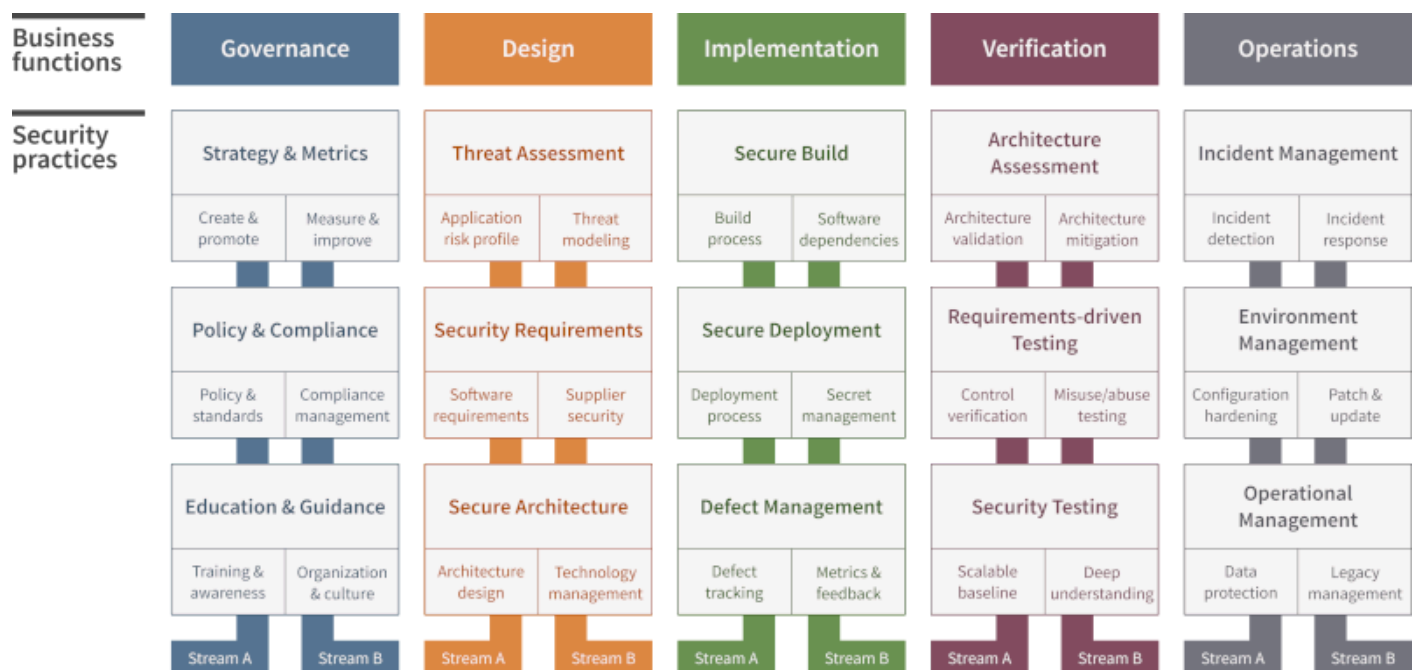 Business
functions
Governance
Design
Implementation
Verification
Operations
Security
practices
Strategy & Metrics
Threat Assessment
Secure Build
Architecture
Assessment
Incident Management
Create &
promote
Measure &
improve
Application
risk profile
Threat
modeling
Build
process
Software
dependencies
Architecture
validation
Architecture
mitigation
Incident
detection
Incident
response
Policy & Compliance
Security Requirements
Secure Deployment
Requirements-driven
Testing
Environment
Management
Policy &
standards
Compliance
management
Software
requirements
Supplier
security
Deployment
process
Secret
management
Control
verification
Misuse/abuse
testing
Configuration
hardening
Patch &
update
Education & Guidance
Secure Architecture
Defect Management
Security Testing
Operational
Management
Training &
awareness
Organization
& culture
Architecture
design
Technology
management
Defect
tracking
Metrics &
feedback
Scalable
baseline
Deep
understanding
Data
protection
Legacy
management
Stream A
Stream B
Stream A
Stream B
Stream A
Stream B
Stream A
Stream B
Stream A
Stream B